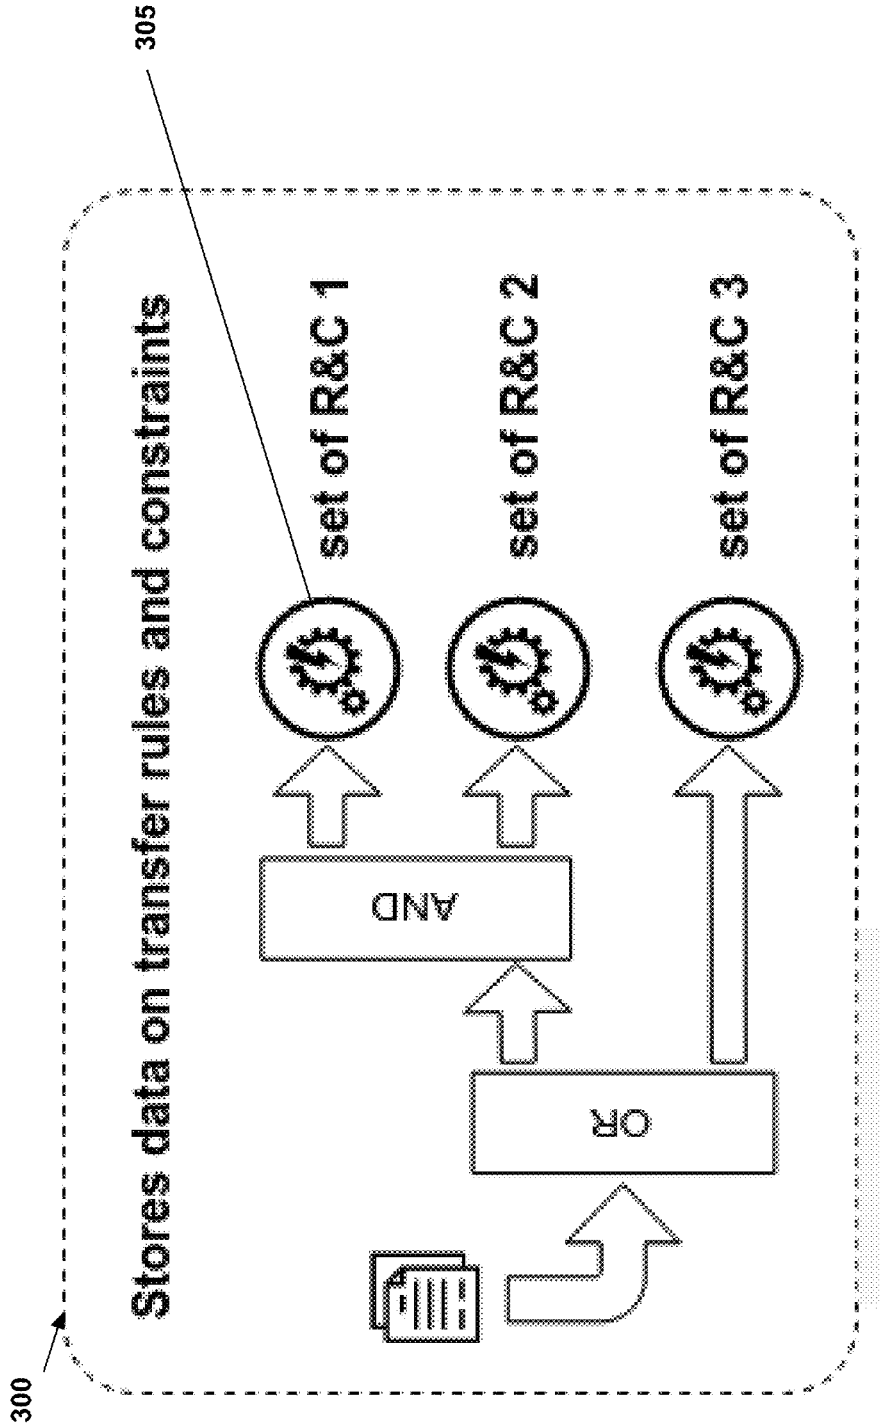 300
305
Stores data on transfer rules and constraints
set of R&C 1
AND
set of R&C 2
OR
set of R&C 3